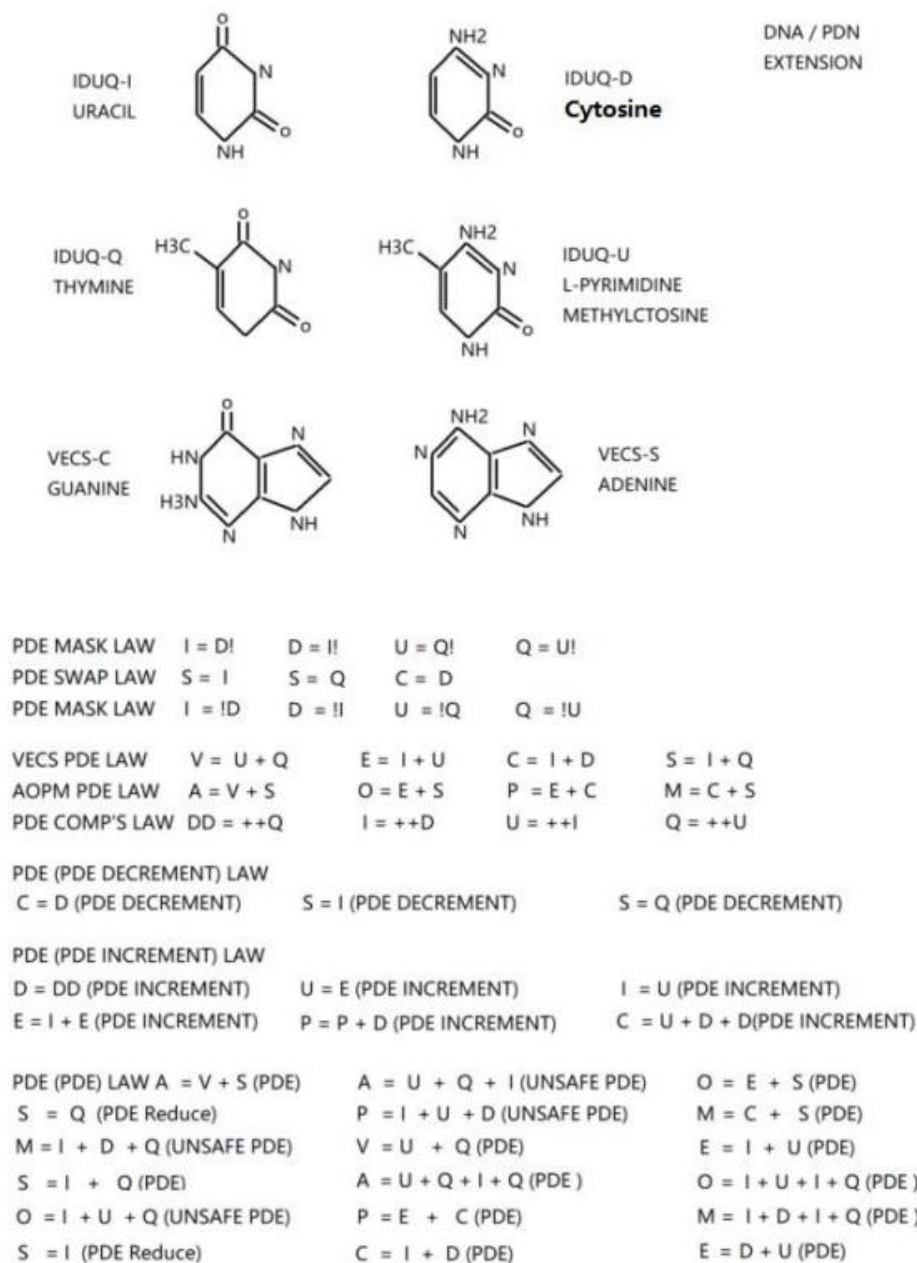 DNA / PDN
EXTENSION
IDUQ-I
URACIL
O
N
O
NH
IDUQ-D
Cytosine
NH2
N
O
NH
IDUQ-Q
THYMINE
O
H3C
N
O
IDUQ-U
L-PYRIMIDINE
METHYLCTOSINE
NH2
H3C
N
O
NH
VECS-C
GUANINE
O
N
HN
H3N
N
NH
VECS-S
ADENINE
NH2
N
N
N
NH
PDE MASK LAW I = D! D = I! U = Q! Q = U!
PDE SWAP LAW S = I S = Q C = D
PDE MASK LAW I = !D D = !I U = !Q Q = !U
VECS PDE LAW V = U + Q E = I + U C = I + D S = I + Q
AOPM PDE LAW A = V + S O = E + S P = E + C M = C + S
PDE COMP'S LAW DD = ++Q I = ++D U = ++I Q = ++U
PDE (PDE DECREMENT) LAW
C = D (PDE DECREMENT) S = I (PDE DECREMENT) S = Q (PDE DECREMENT)
PDE (PDE INCREMENT) LAW
D = DD (PDE INCREMENT) U = E (PDE INCREMENT) I = U (PDE INCREMENT)
E = I + E (PDE INCREMENT) P = P + D (PDE INCREMENT) C = U + D + D(PDE INCREMENT)
PDE (PDE) LAW A = V + S (PDE) A = U + Q + I (UNSAFE PDE) O = E + S (PDE)
S = Q (PDE Reduce) P = I + U + D (UNSAFE PDE) M = C + S (PDE)
M = I + D + Q (UNSAFE PDE) V = U + Q (PDE) E = I + U (PDE)
S = I + Q (PDE) A = U + Q + I + Q (PDE ) O = I + U + I + Q (PDE )
O = I + U + Q (UNSAFE PDE) P = E + C (PDE) M = I + D + I + Q (PDE )
S = I (PDE Reduce) C = I + D (PDE) E = D + U (PDE)